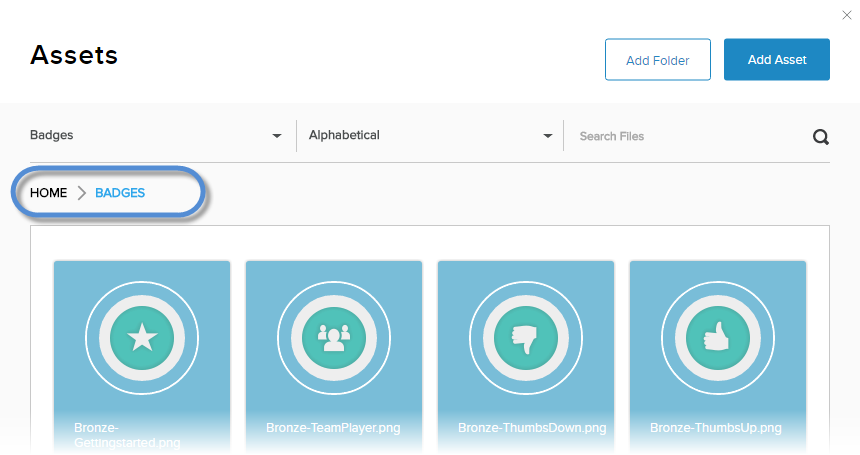 Assets
Add Folder
Add Asset
Badges
Alphabetical
Search Files
HOME
BADGES
Bronze-
Gettingstarted.png
Bronze-TeamPlayer.png
Bronze-ThumbsDown.png
Bronze-ThumbsUp.png